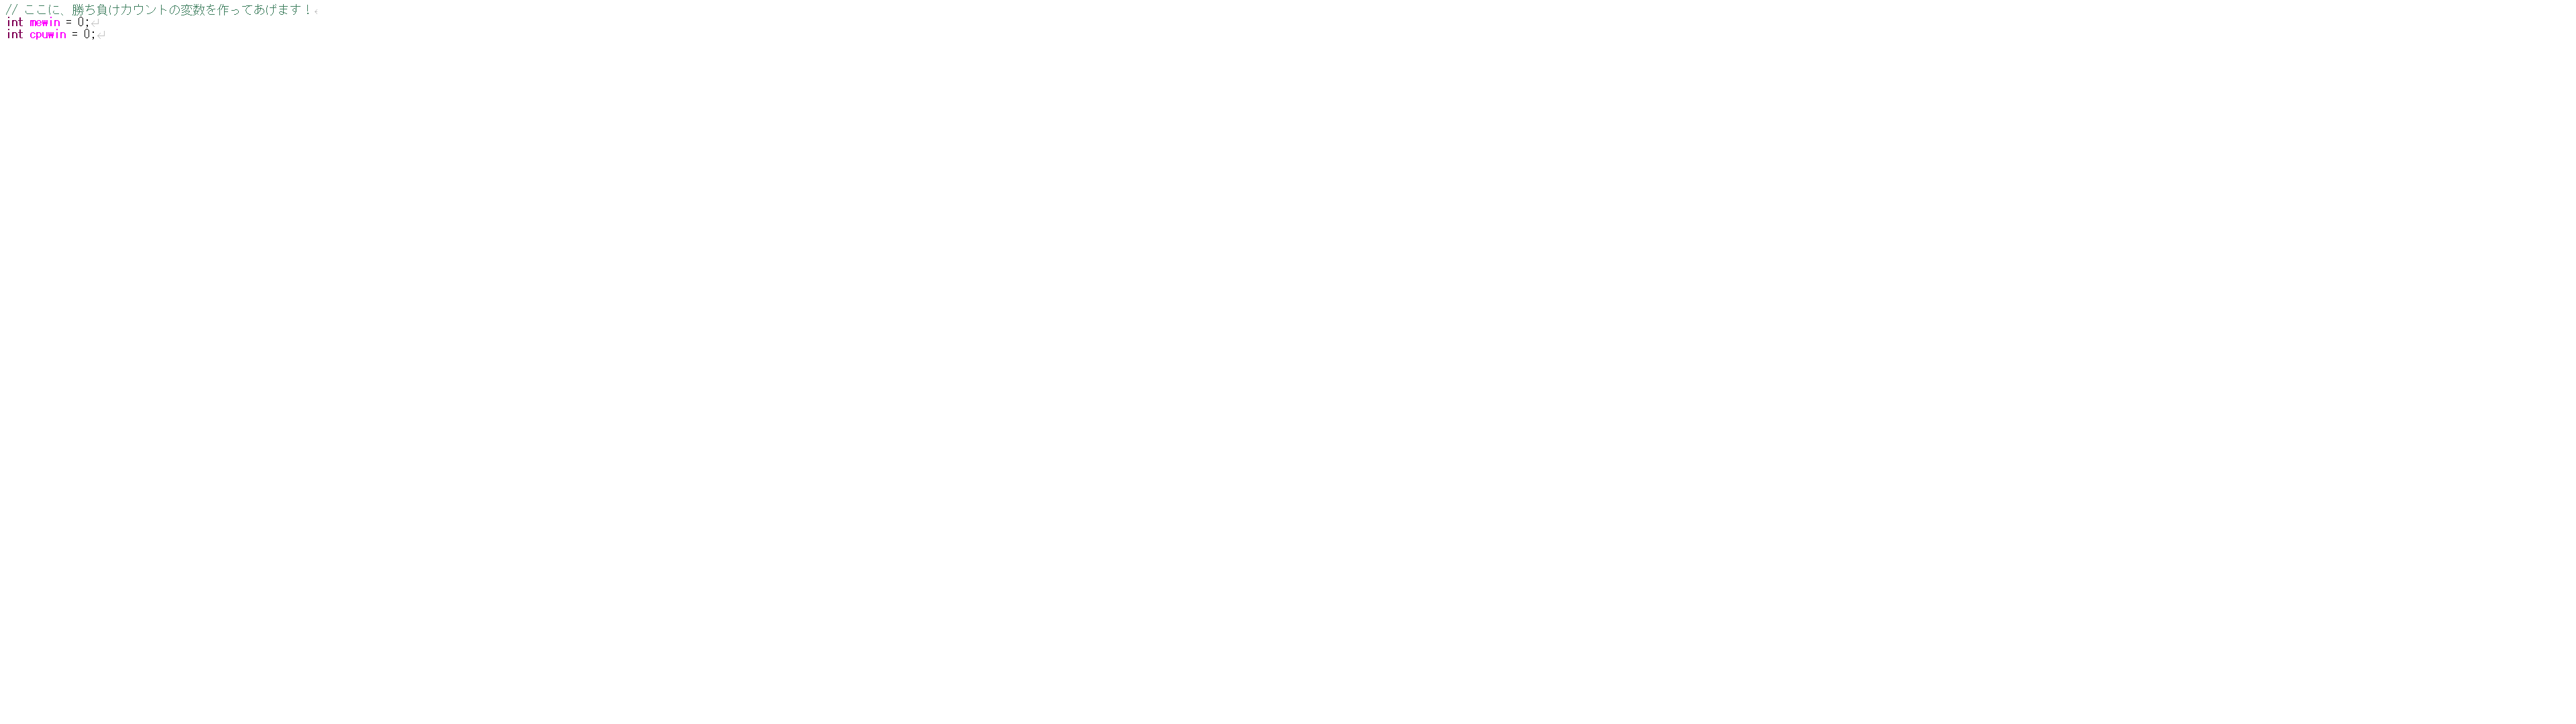 // ここに、勝ち負けカウントの変数を作ってあげます！
int mewin = 0;
int cpuwin = 0;